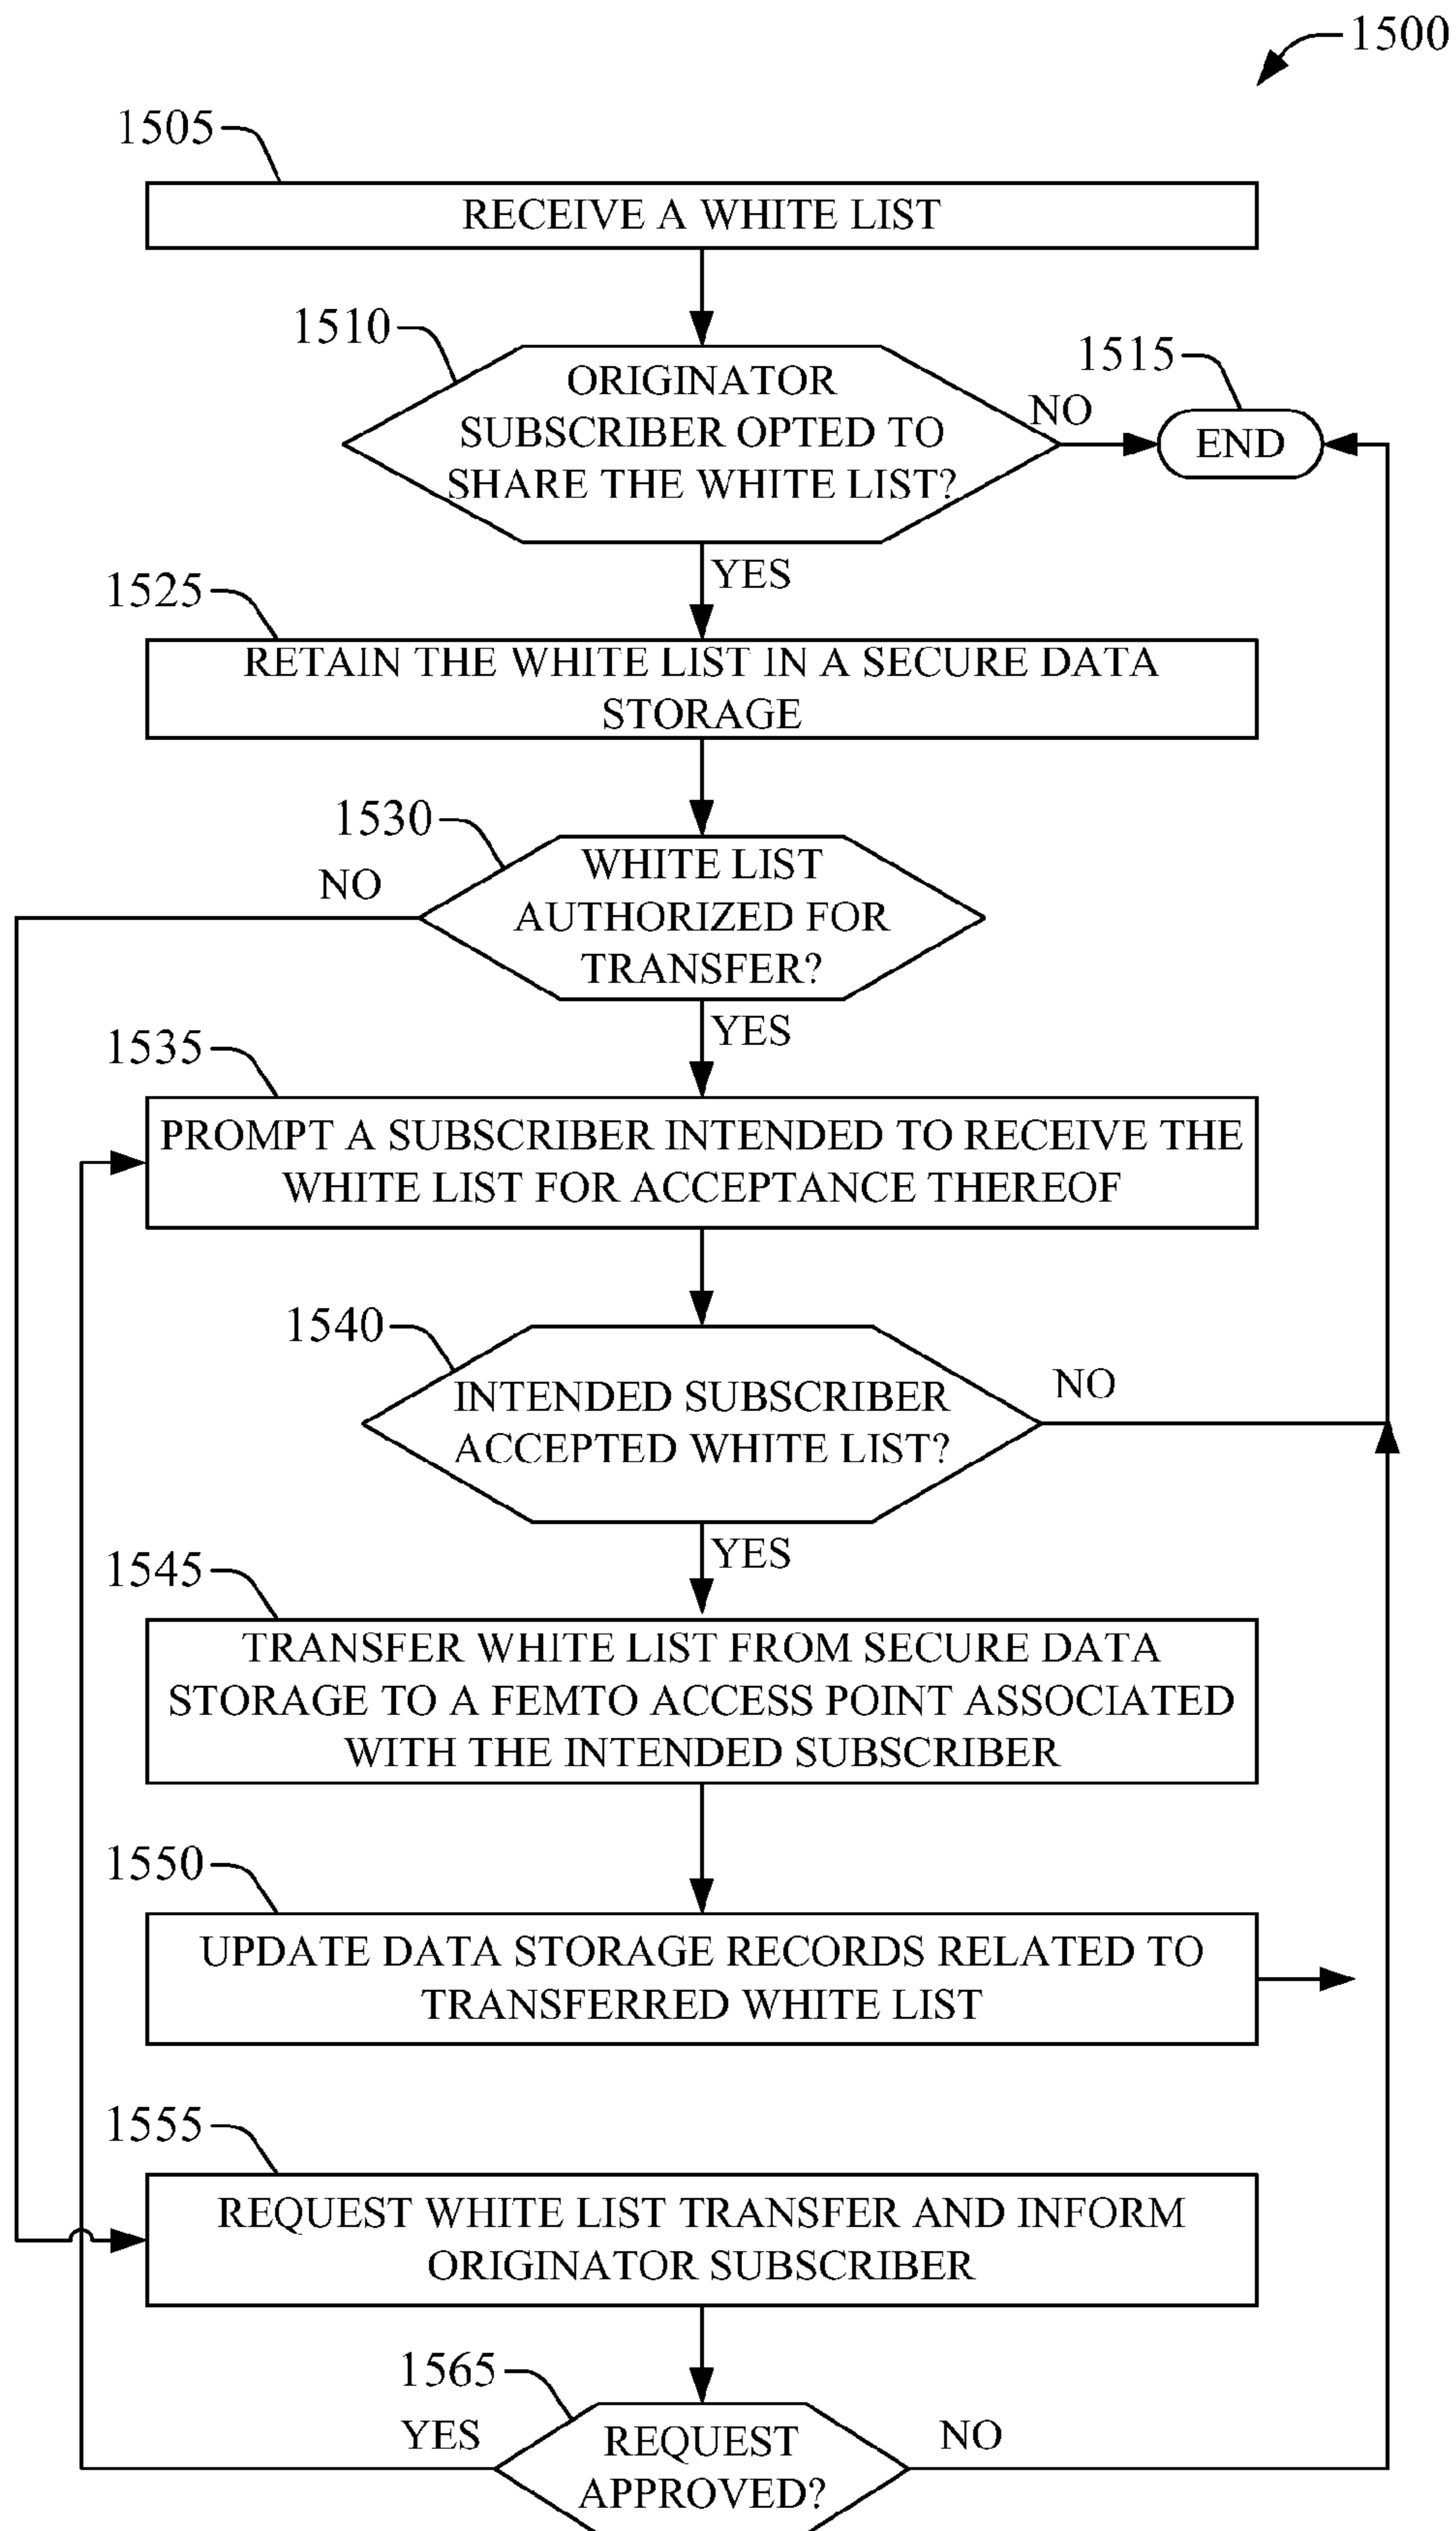 1500
1505
RECEIVE A WHITE LIST
1510
ORIGINATOR
SUBSCRIBER OPTED TO
SHARE THE WHITE LIST?
NO
1515
END
YES
1525
RETAIN THE WHITE LIST IN A SECURE DATA
STORAGE
1530
WHITE LIST
AUTHORIZED FOR
TRANSFER?
NO
YES
1535
PROMPT A SUBSCRIBER INTENDED TO RECEIVE THE
WHITE LIST FOR ACCEPTANCE THEREOF
1540
INTENDED SUBSCRIBER
ACCEPTED WHITE LIST?
NO
YES
1545
TRANSFER WHITE LIST FROM SECURE DATA
STORAGE TO A FEMTO ACCESS POINT ASSOCIATED
WITH THE INTENDED SUBSCRIBER
1550
UPDATE DATA STORAGE RECORDS RELATED TO
TRANSFERRED WHITE LIST
1555
REQUEST WHITE LIST TRANSFER AND INFORM
ORIGINATOR SUBSCRIBER
1565
YES
REQUEST
APPROVED?
NO